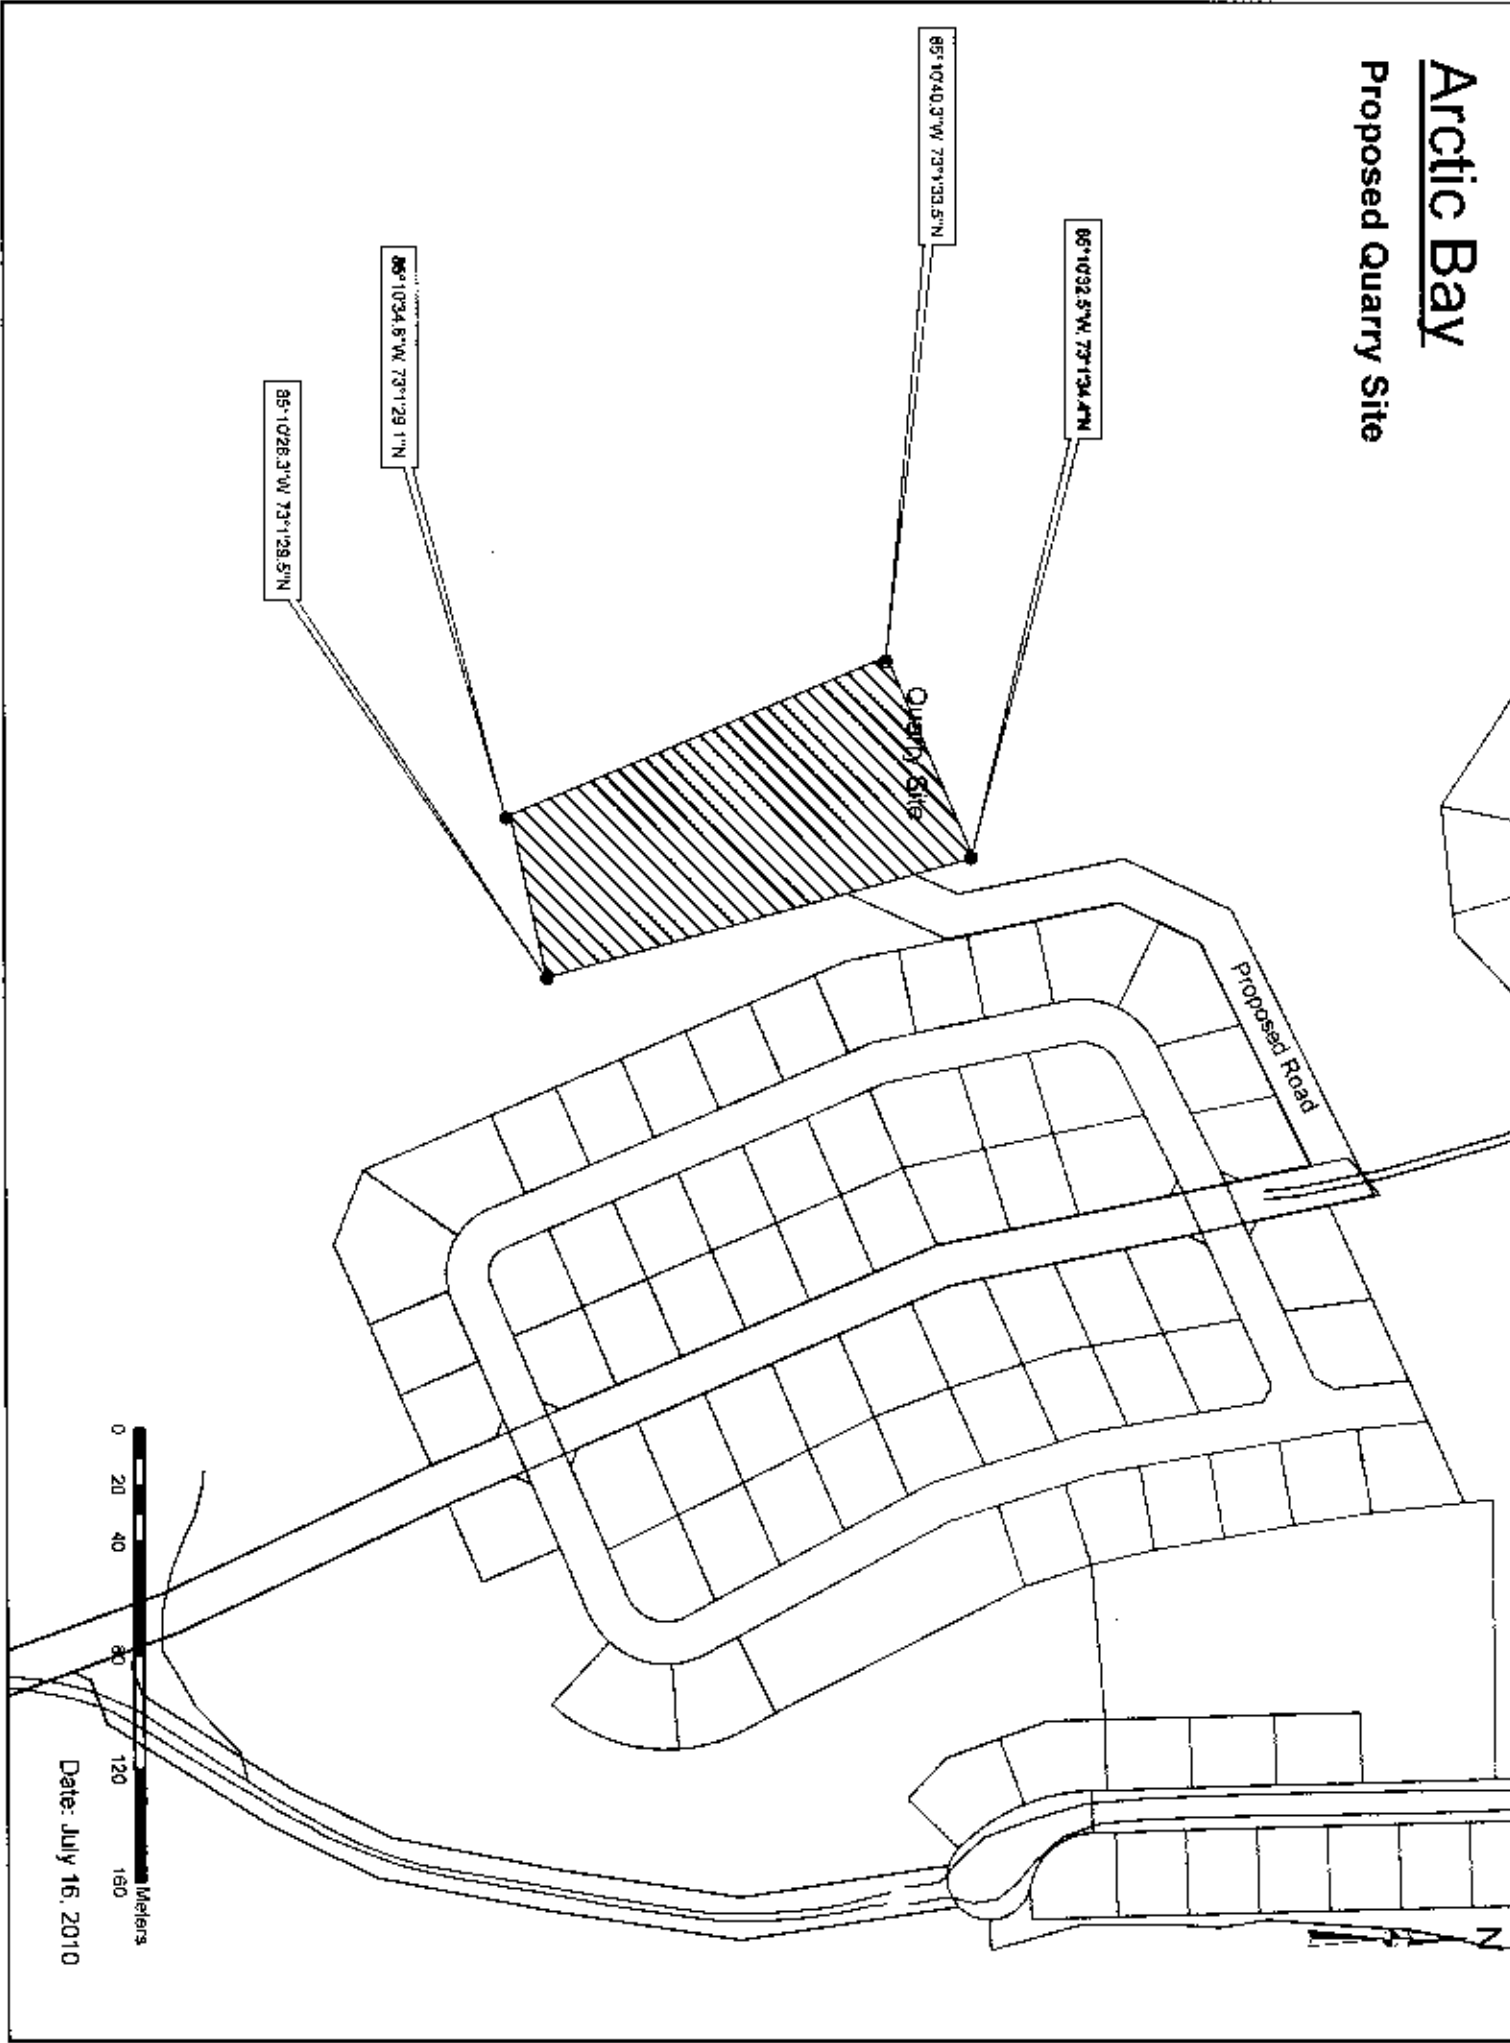 Arctic Bay
Proposed Quarry Site
85°10'32.5"W, 73°1'34.4"N
85°10'40.3"W 73°1'33.5"N
85°10'34.8"W, 73°1'29.1"N
85°10'28.3"W 73°1'29.5"N
Quarry Site
Proposed Road
N
0 20 40 80 120 160
Meters
Date: July 16, 2010